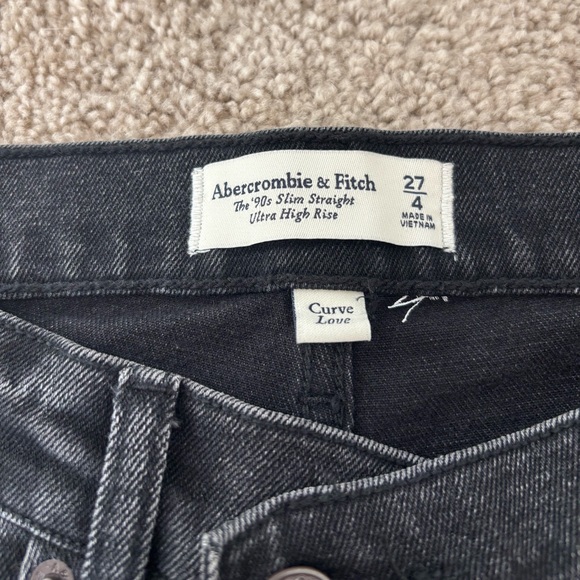 Abercrombie & Fitch
The '90s Slim Straight
Ultra High Rise
27
4
MADE IN
VIETNAM
Curve
Love